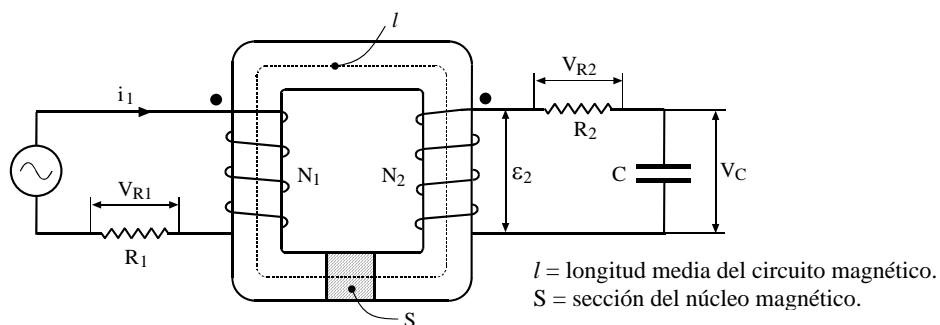 l
i1
VR1
R1
N1
N2
ε2
VR2
R2
C
VC
S
l = longitud media del circuito magnético.
S = sección del núcleo magnético.